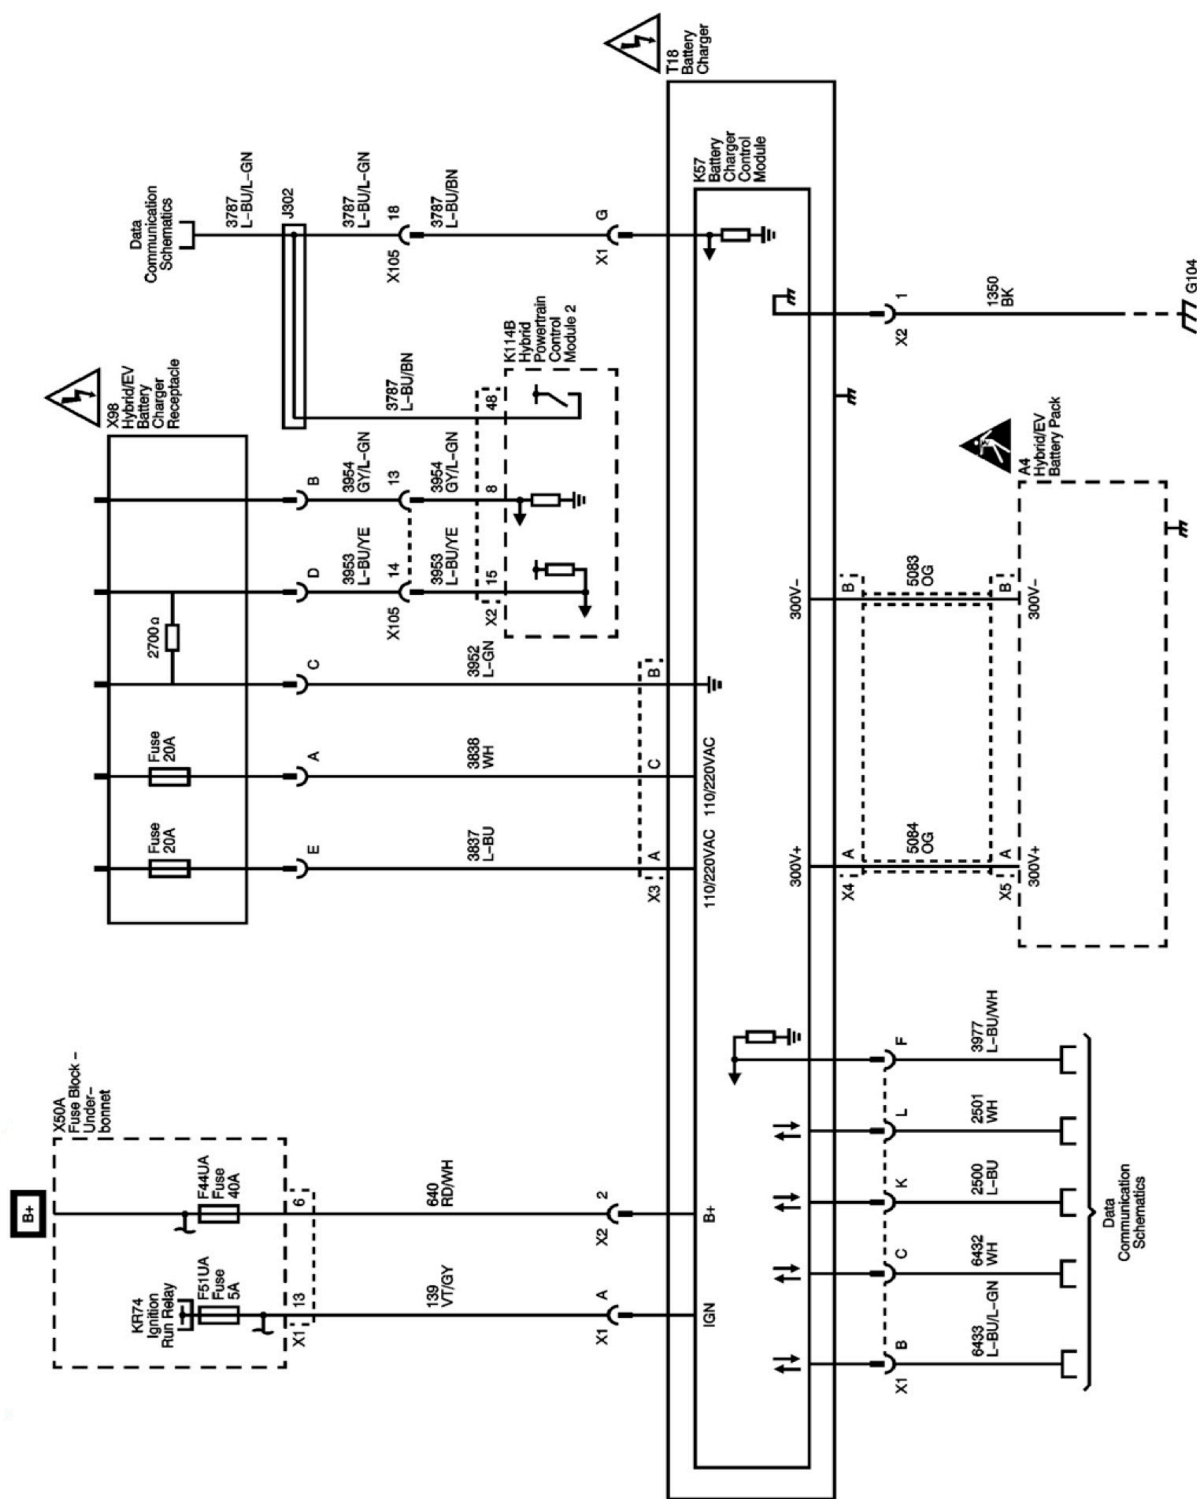 B+
X50A
Fuse Block –
Under–
bonnet
KR74
Ignition
Run Relay
F51UA
Fuse
5A
F44UA
Fuse
40A
X1
13
6
139
VT/GY
640
RD/WH
X1
A
X2
2
IGN
B+
X98
Hybrid/EV
Battery
Charger
Receptacle
Fuse
20A
Fuse
20A
2700 Ω
E
A
C
D
B
3837
L–BU
3838
WH
3952
L–GN
3953
L–BU/YE
3954
GY/L–GN
X105
14
13
3953
L–BU/YE
3954
GY/L–GN
3787
L–BU/BN
X2
15
8
48
K114B
Hybrid
Powertrain
Control
Module 2
X3
A
C
B
110/220VAC
110/220VAC
Data
Communication
Schematics
3787
L–BU/L–GN
J302
3787
L–BU/L–GN
X105
18
3787
L–BU/BN
X1
G
T18
Battery
Charger
K57
Battery
Charger
Control
Module
X1
B
C
K
L
F
6433
L–BU/L–GN
6432
WH
2500
L–BU
2501
WH
3977
L–BU/WH
Data
Communication
Schematics
300V+
300V–
X4
A
B
5084
OG
5083
OG
X5
A
B
300V+
300V–
A4
Hybrid/EV
Battery Pack
X2
1
1350
BK
G104